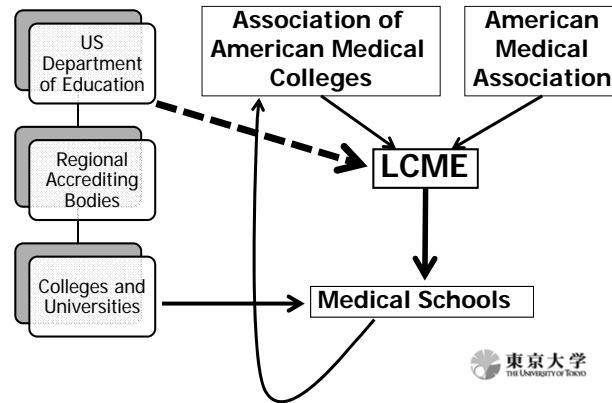 US
Department
of Education
Association of
American Medical
Colleges
American
Medical
Association
Regional
Accrediting
Bodies
LCME
Colleges and
Universities
Medical Schools
東京大学
THE UNIVERSITY OF TOKYO